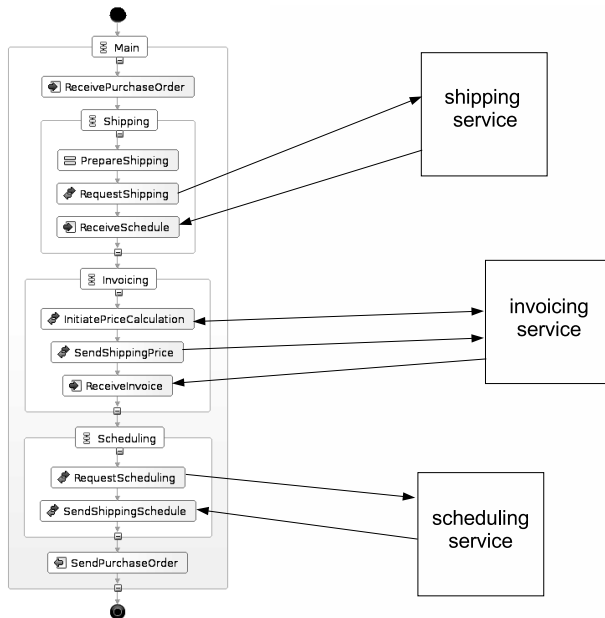 Main
ReceivePurchaseOrder
Shipping
PrepareShipping
RequestShipping
ReceiveSchedule
shipping
service
Invoicing
InitiatePriceCalculation
SendShippingPrice
ReceiveInvoice
invoicing
service
Scheduling
RequestScheduling
SendShippingSchedule
scheduling
service
SendPurchaseOrder